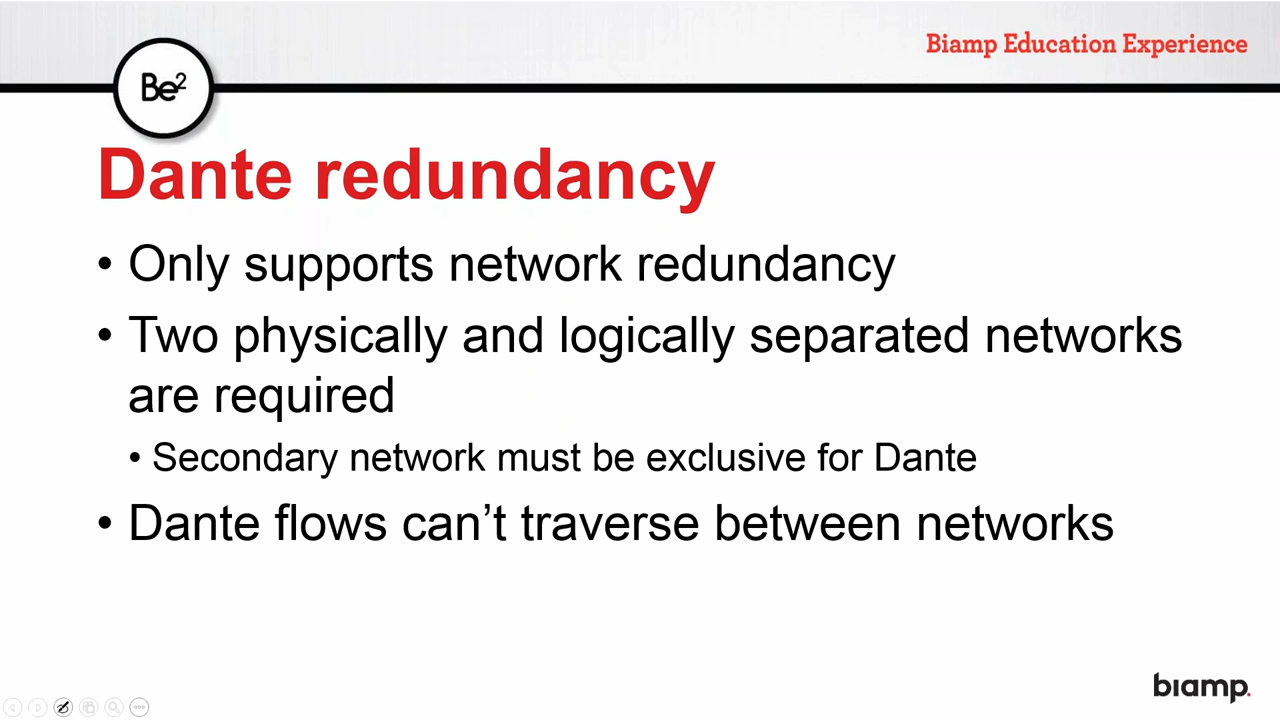 Biamp Education Experience
Be²
Dante redundancy
• Only supports network redundancy
• Two physically and logically separated networks
are required
• Secondary network must be exclusive for Dante
• Dante flows can’t traverse between networks
biamp.